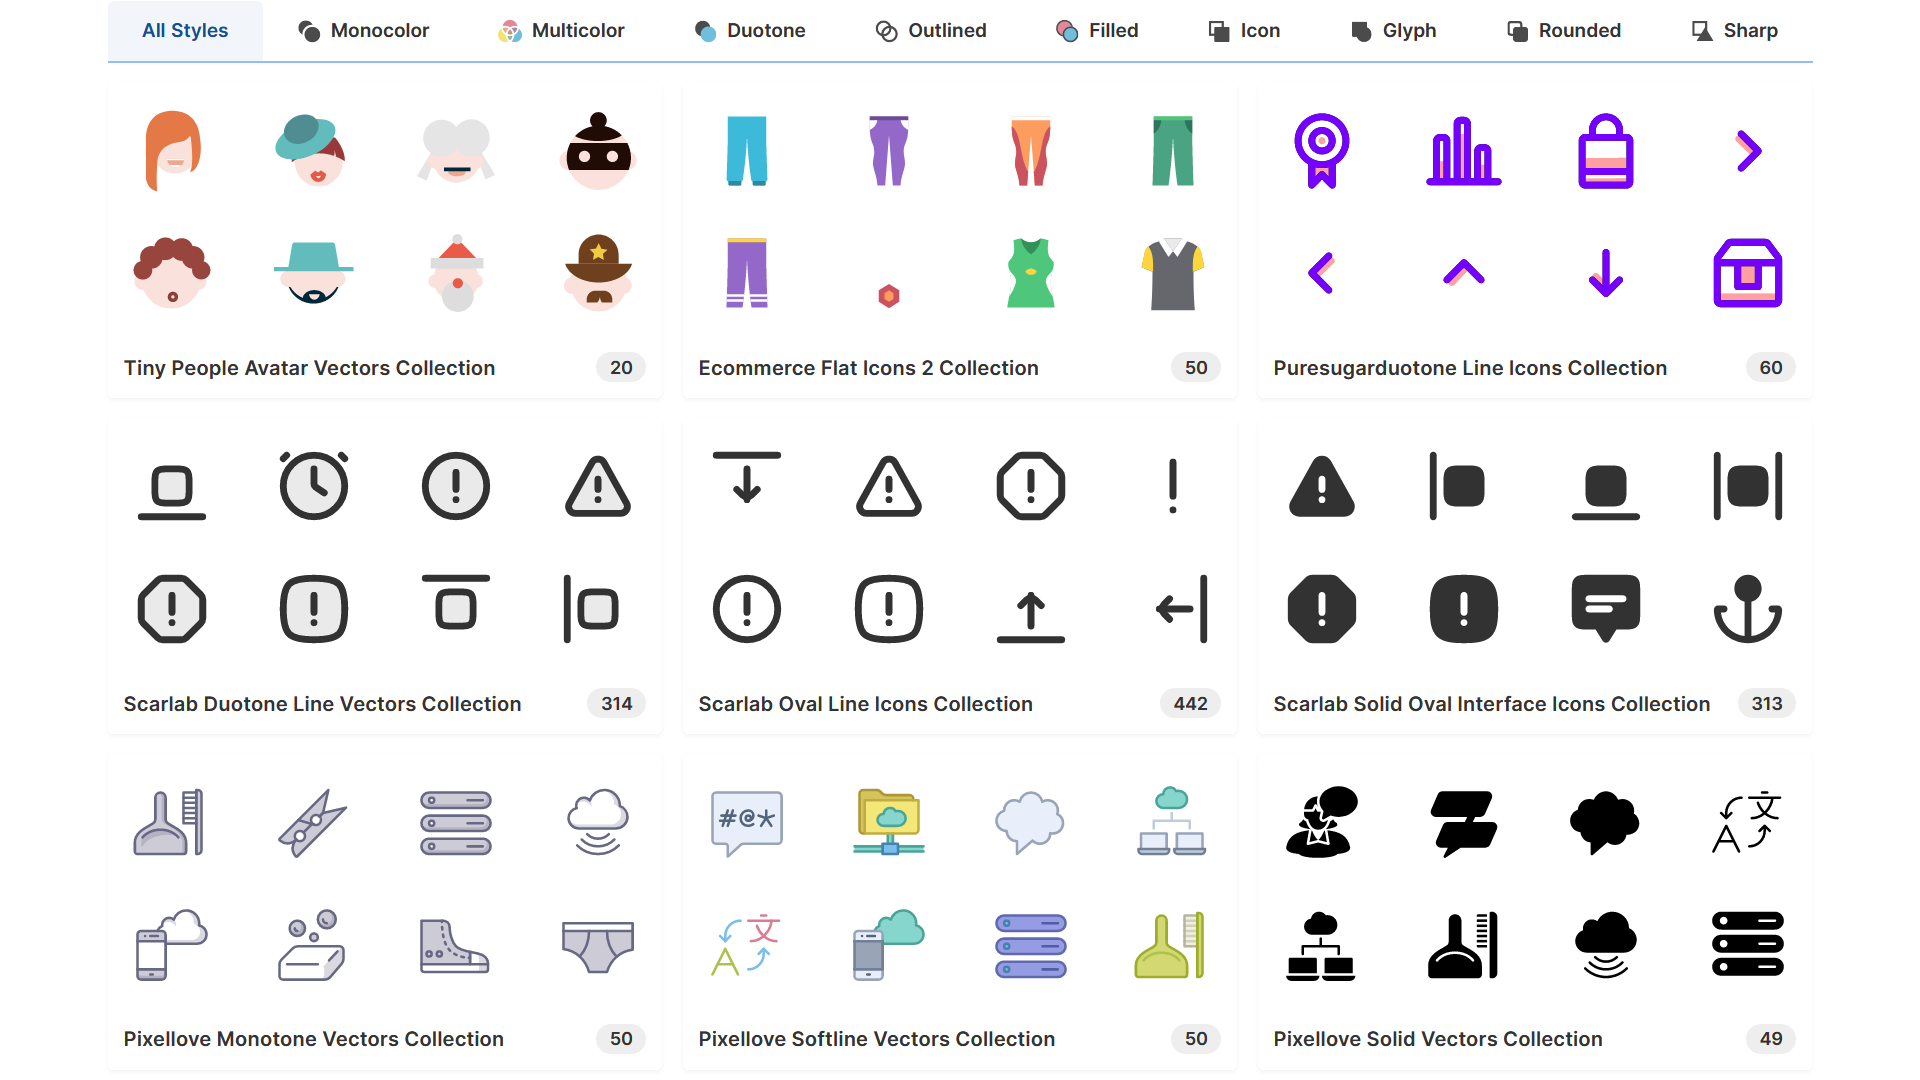 All Styles
Monocolor
Multicolor
Duotone
Outlined
Filled
Icon
Glyph
Rounded
Sharp
Tiny People Avatar Vectors Collection
20
Ecommerce Flat Icons 2 Collection
50
Puresugarduotone Line Icons Collection
60
Scarlab Duotone Line Vectors Collection
314
Scarlab Oval Line Icons Collection
442
Scarlab Solid Oval Interface Icons Collection
313
#@*
文
A
文
A
Pixellove Monotone Vectors Collection
50
Pixellove Softline Vectors Collection
50
Pixellove Solid Vectors Collection
49